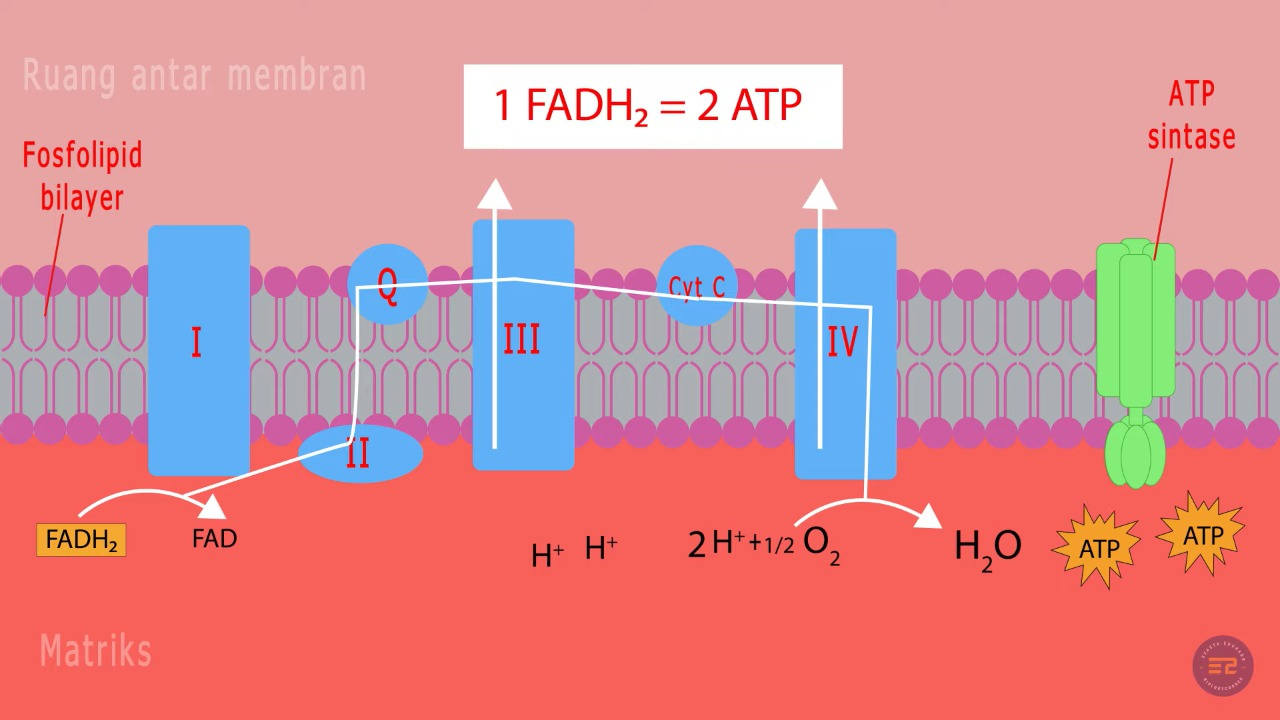 Ruang antar membran
1 FADH₂ = 2 ATP
ATP
sintase
Fosfolipid
bilayer
I
Q
III
Cyt C
IV
II
FADH₂
FAD
H⁺ H⁺
2 H⁺ + 1/2 O₂
H₂O
ATP
ATP
Matriks